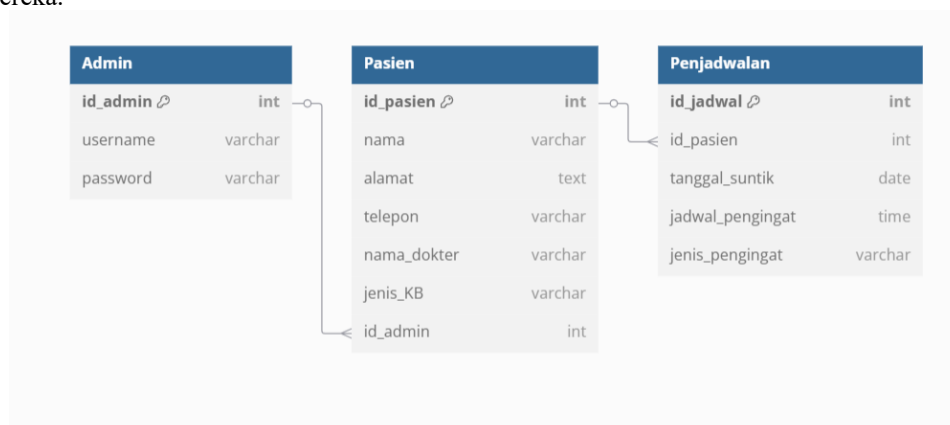 ereka.
Admin
id_admin int
username varchar
password varchar
Pasien
id_pasien int
nama varchar
alamat text
telepon varchar
nama_dokter varchar
jenis_KB varchar
id_admin int
Penjadwalan
id_jadwal int
id_pasien int
tanggal_suntik date
jadwal_pengingat time
jenis_pengingat varchar